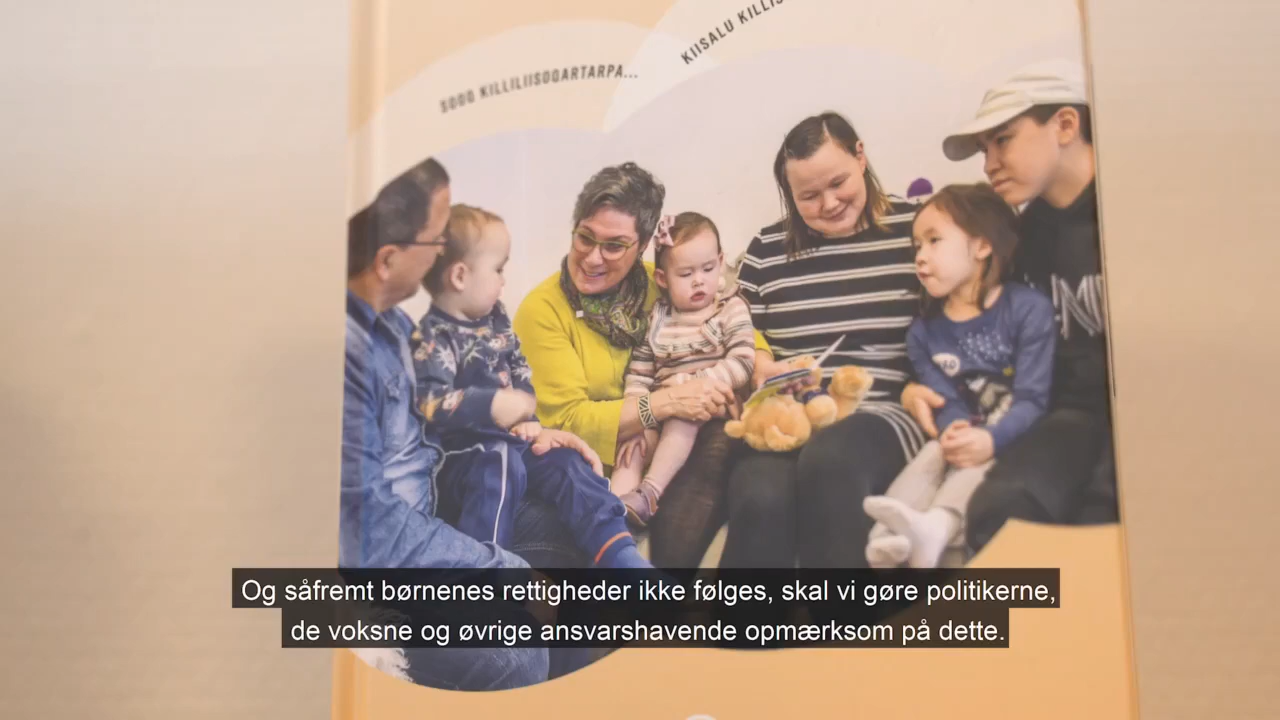 SOOQ KILLILIISOQARTARPA...
KIISALU
Og såfremt børnenes rettigheder ikke følges, skal vi gøre politikerne,
de voksne og øvrige ansvarshavende opmærksom på dette.